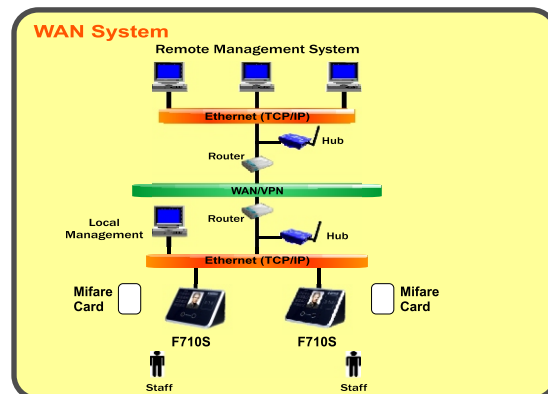 WAN System
Remote Management System
Ethernet (TCP/IP)
Hub
Router
WAN/VPN
Router
Local
Management
Hub
Ethernet (TCP/IP)
Mifare
Card
Mifare
Card
F710S
F710S
Staff
Staff